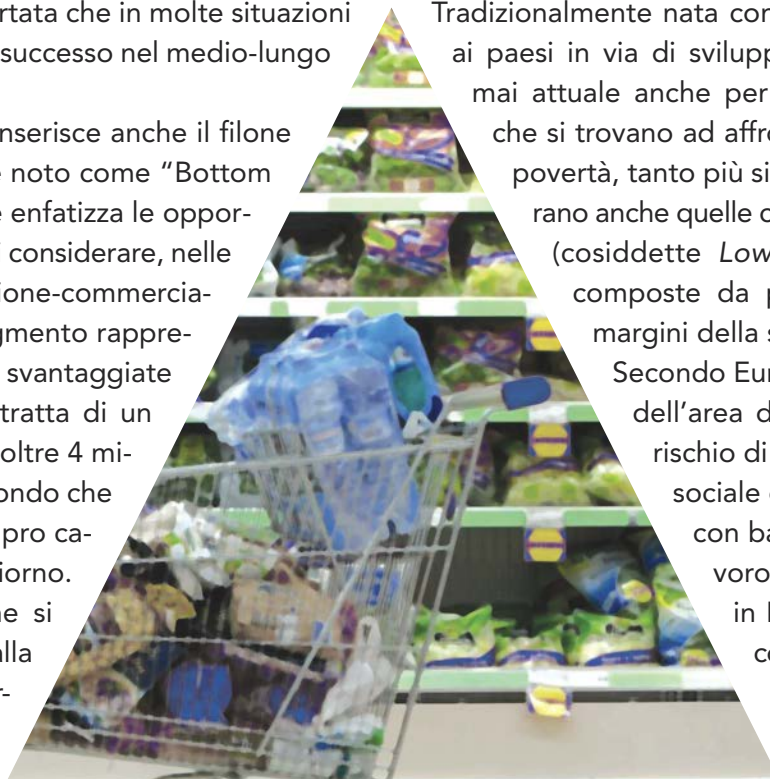 rtata che in molte situazioni
successo nel medio-lungo
nserisce anche il filone
noto come “Bottom
enfatizza le oppor-
considerare, nelle
ione-commercia-
gmento rappre-
svantaggiate
tratta di un
oltre 4 mi-
ondo che
pro ca-
iorno.
ne si
alla
r-
Tradizionalmente nata con
ai paesi in via di svilupp
mai attuale anche per
che si trovano ad affro
povertà, tanto più si
rano anche quelle c
(cosiddette Low
composte da p
margini della s
Secondo Eur
dell’area d
rischio di
sociale
con ba
voro
in
co